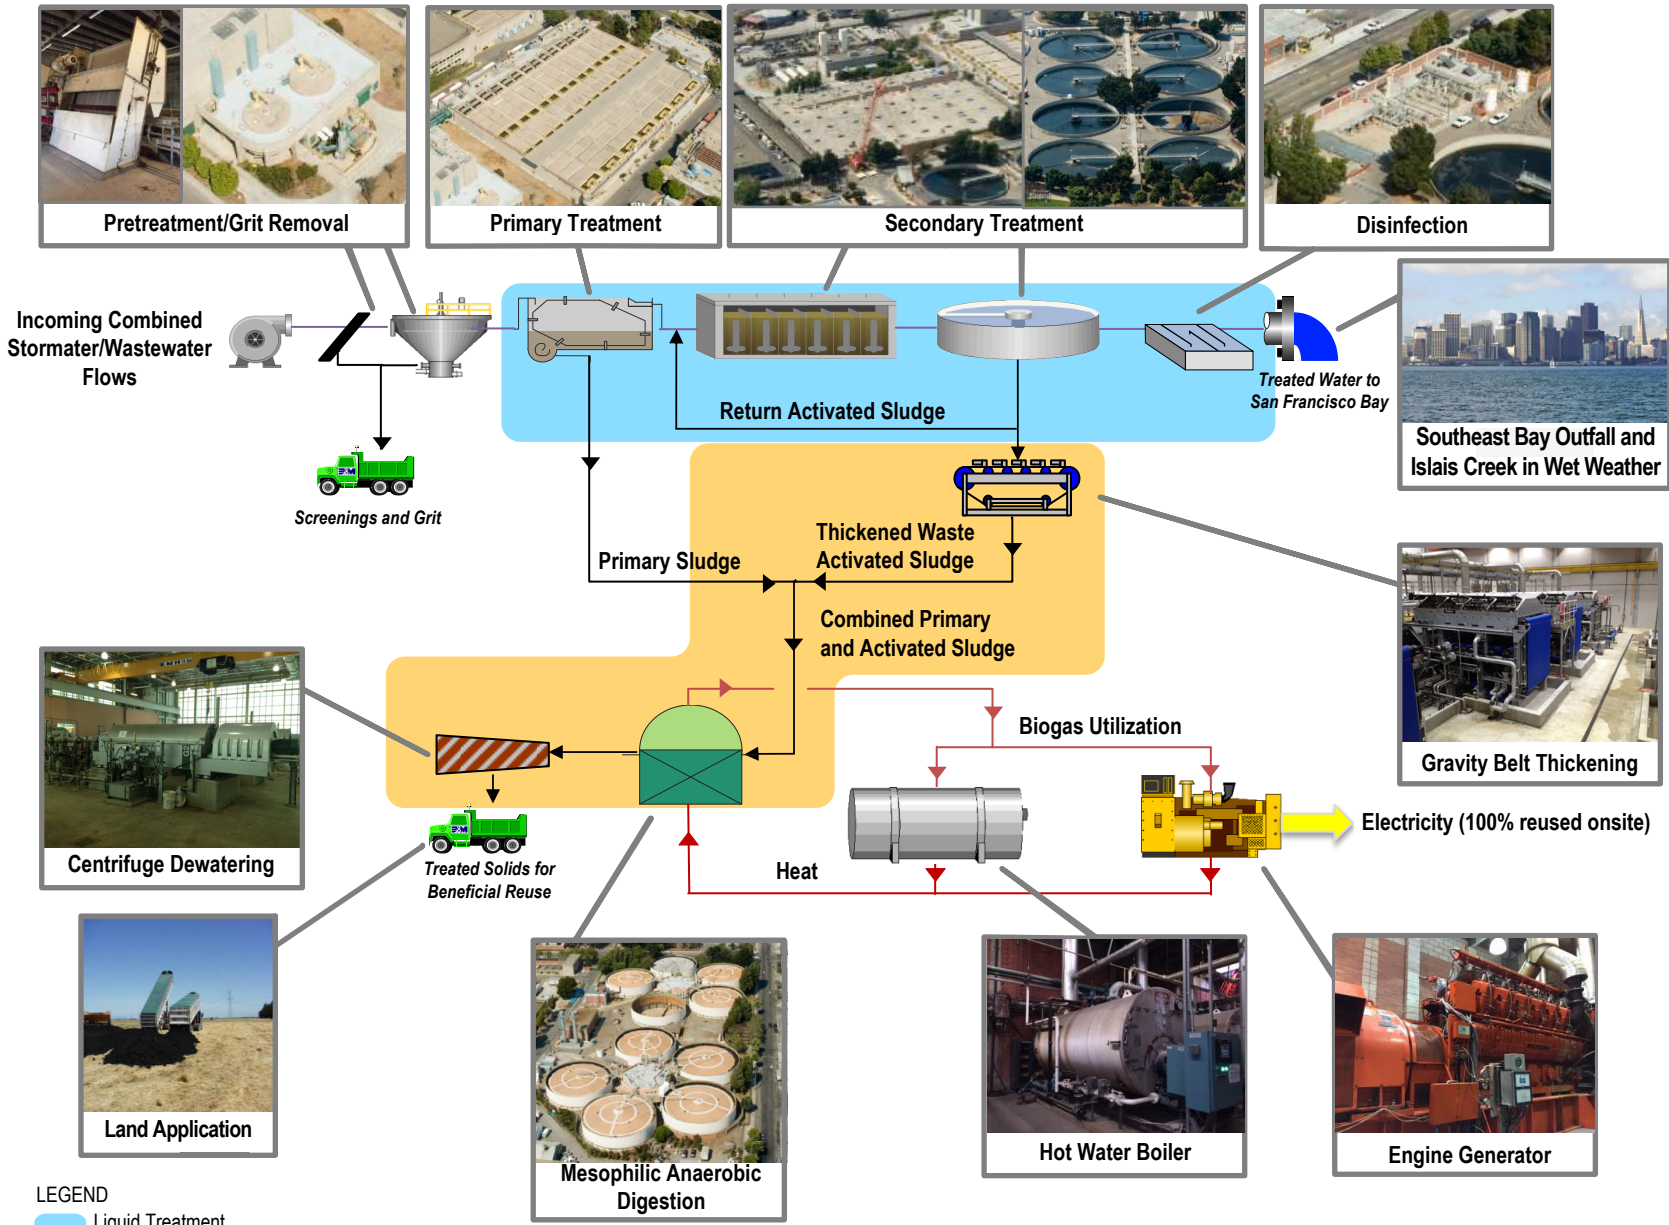 Pretreatment/Grit Removal
Primary Treatment
Secondary Treatment
Disinfection
Incoming Combined
Stormater/Wastewater
Flows
Treated Water to
San Francisco Bay
Southeast Bay Outfall and
Islais Creek in Wet Weather
Return Activated Sludge
Screenings and Grit
Primary Sludge
Thickened Waste
Activated Sludge
Combined Primary
and Activated Sludge
Gravity Belt Thickening
Centrifuge Dewatering
Biogas Utilization
Electricity (100% reused onsite)
Heat
Treated Solids for
Beneficial Reuse
Land Application
Mesophilic Anaerobic
Digestion
Hot Water Boiler
Engine Generator
LEGEND
Liquid Treatment